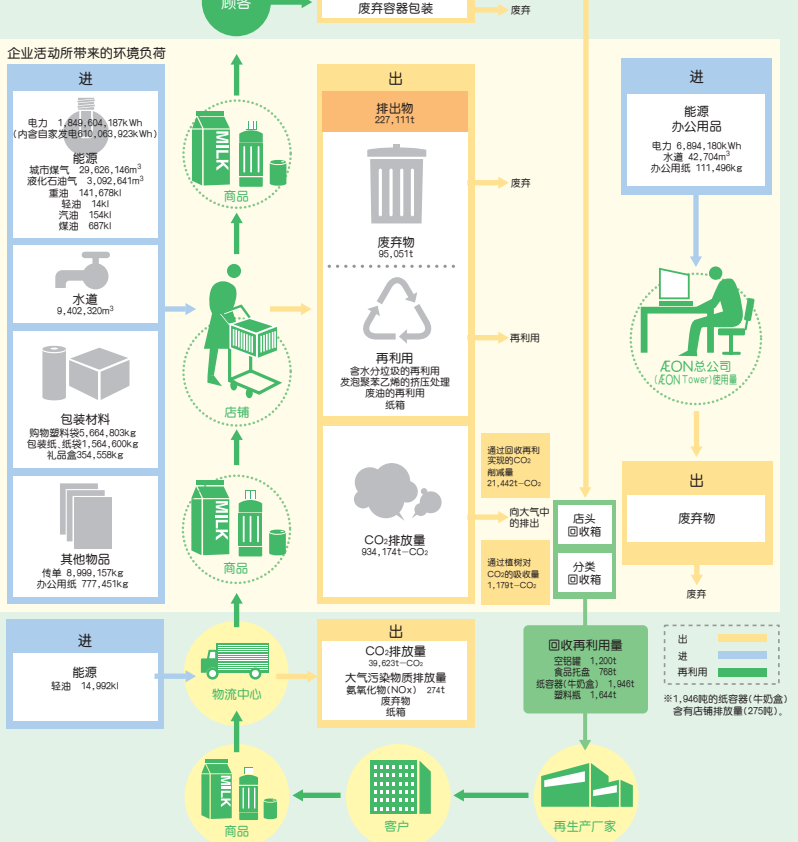 顾客
废弃容器包装
废弃
企业活动所带来的环境负荷
进
电力 1,849,604,187kWh
(内含自家发电610,063,923kWh)
能源
城市煤气 29,626,146m3
液化石油气 3,092,641m3
重油 141,678kl
轻油 14kl
汽油 154kl
煤油 687kl
水道
9,402,320m3
包装材料
购物塑料袋5,664,803kg
包装纸.纸袋1,564,600kg
礼品盒354,558kg
其他物品
传单 8,999,157kg
办公用纸 777,451kg
MILK
商品
店铺
MILK
商品
出
排出物
227,111t
废弃物
95,051t
废弃
再利用
含水分垃圾的再利用
发泡聚苯乙烯的挤压处理
废油的再利用
纸箱
再利用
CO2排放量
934,174t-CO2
通过回收再利
实现的CO2
削减量
21,442t-CO2
向大气中
的排出
通过植树对
CO2的吸收量
1,179t-CO2
店头
回收箱
分类
回收箱
进
能源
办公用品
电力 6,894,180kWh
水道 42,704m3
办公用纸 111,496kg
ÆON总公司
(ÆON Tower)使用量
出
废弃物
废弃
进
能源
轻油 14,992kl
物流中心
出
CO2排放量
39,623t-CO2
大气污染物质排放量
氨氧化物(NOx) 274t
废弃物
纸箱
回收再利用量
空铝罐 1,200t
食品托盘 768t
纸容器(牛奶盒) 1,946t
塑料瓶 1,644t
出
进
再利用
※1,946吨的纸容器(牛奶盒)
含有店铺排放量(275吨)。
MILK
商品
客户
再生产厂家